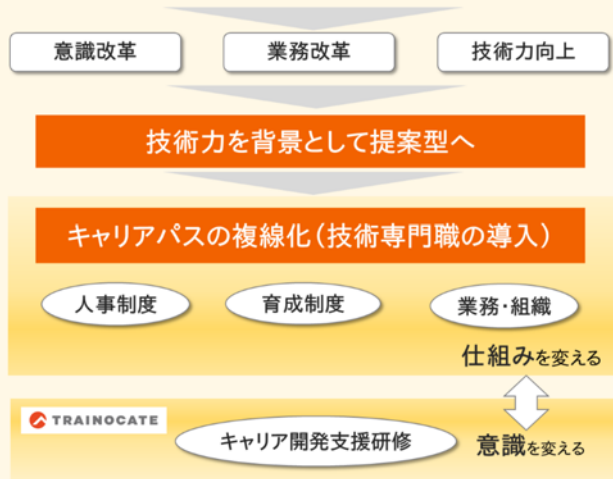 意識改革
業務改革
技術力向上
技術力を背景として提案型へ
キャリアパスの複線化(技術専門職の導入)
人事制度
育成制度
業務・組織
仕組みを変える
TRAINOCATE
キャリア開発支援研修
意識を変える